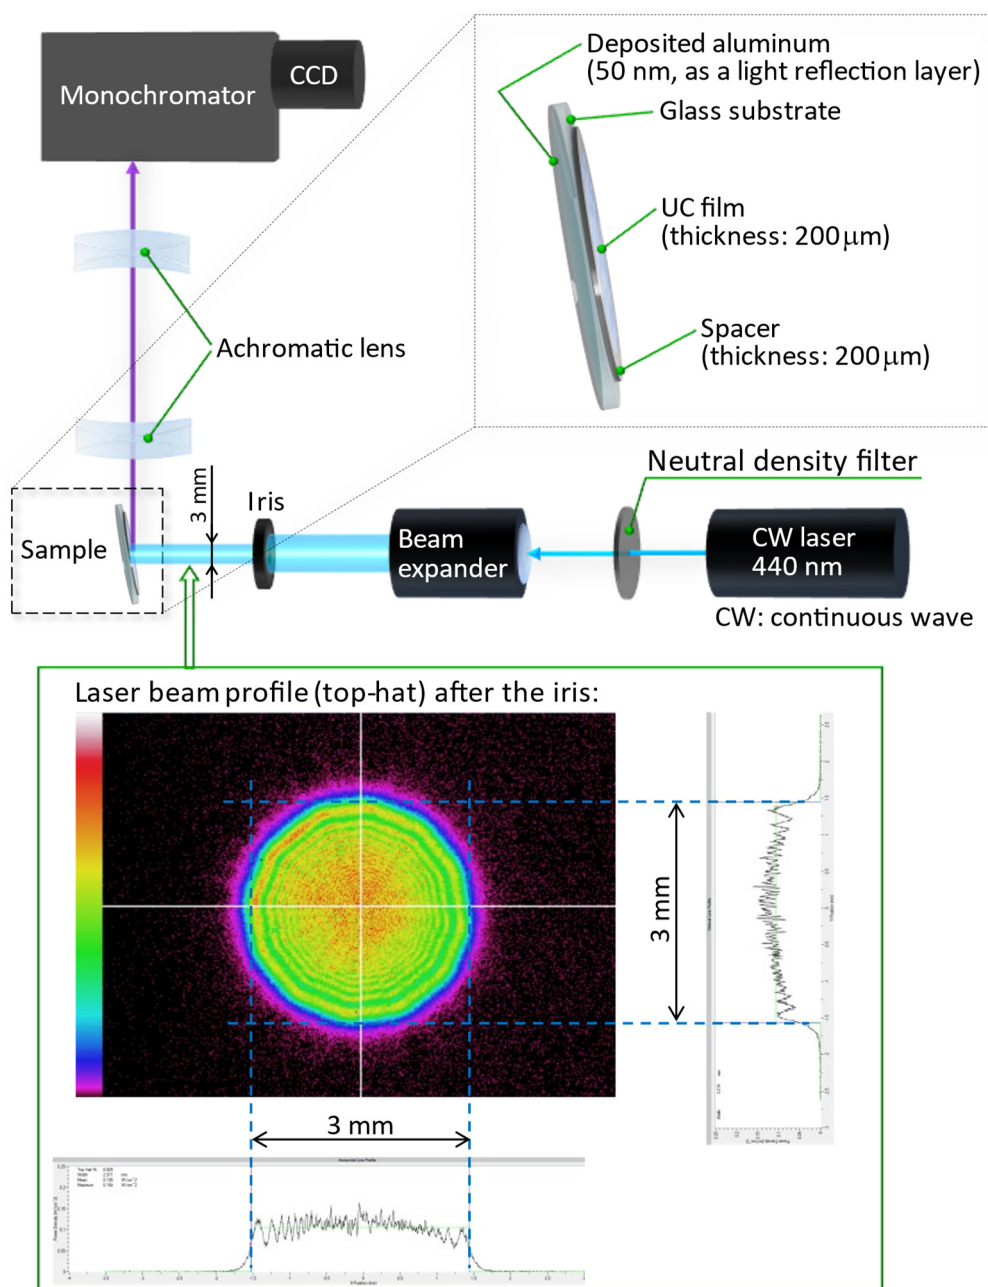 Monochromator
CCD
Deposited aluminum
(50 nm, as a light reflection layer)
Glass substrate
UC film
(thickness: 200 μm)
Spacer
(thickness: 200 μm)
Achromatic lens
Neutral density filter
3 mm
Iris
Sample
Beam
expander
CW laser
440 nm
CW: continuous wave
Laser beam profile (top-hat) after the iris:
3 mm
3 mm